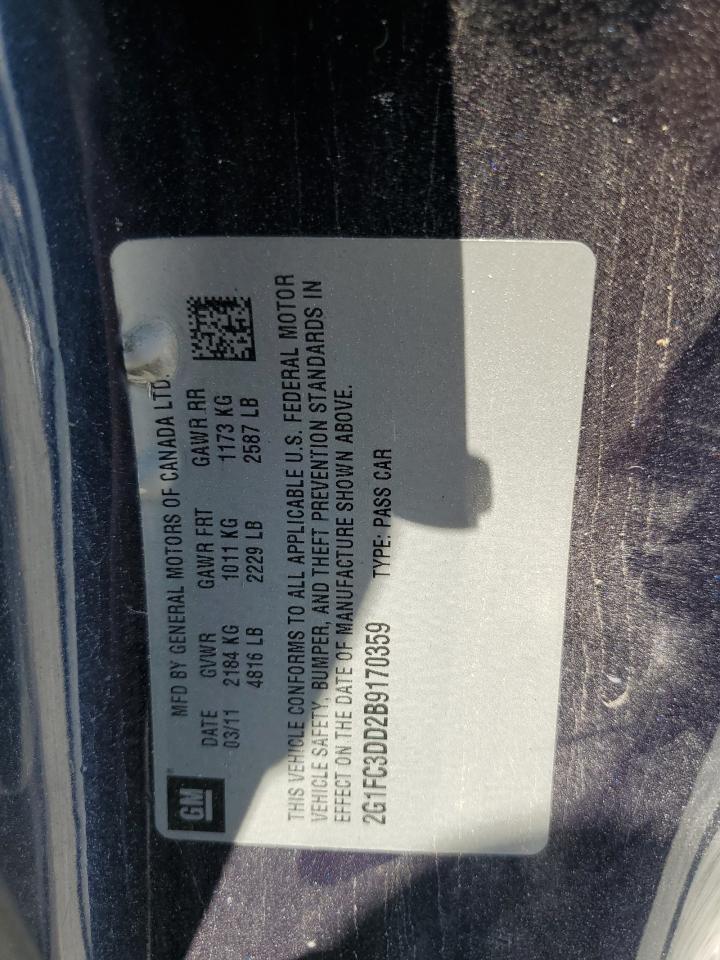 GM
MFD BY GENERAL MOTORS OF CANADA LTD.
DATE GVWR GAWR FRT GAWR RR
03/11 2184 KG 1011 KG 1173 KG
4816 LB 2229 LB 2587 LB
THIS VEHICLE CONFORMS TO ALL APPLICABLE U.S. FEDERAL MOTOR
VEHICLE SAFETY, BUMPER, AND THEFT PREVENTION STANDARDS IN
EFFECT ON THE DATE OF MANUFACTURE SHOWN ABOVE.
2G1FC3DD2B9170359 TYPE: PASS CAR